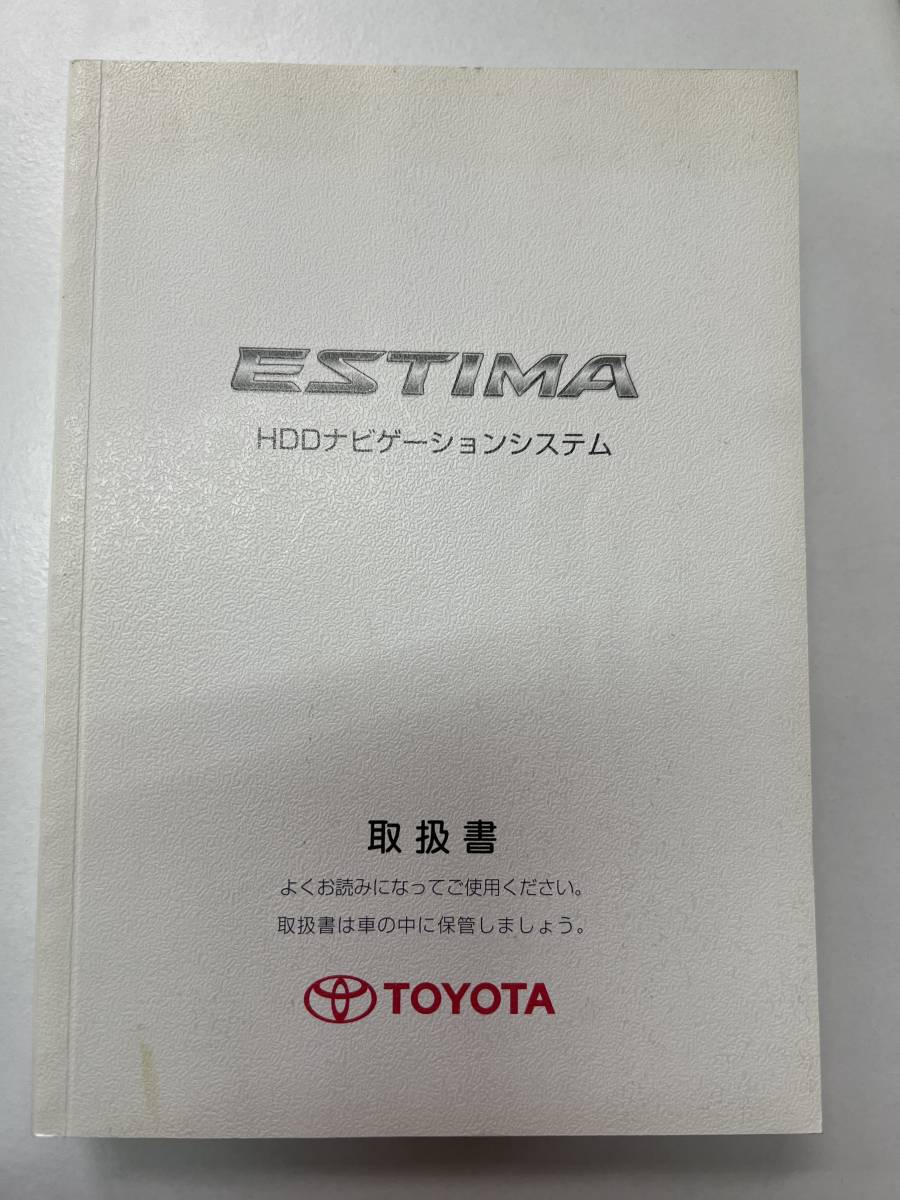 ESTIMA
HDDナビゲーションシステム
取扱書
よくお読みになってご使用ください。
取扱書は車の中に保管しましょう。
TOYOTA